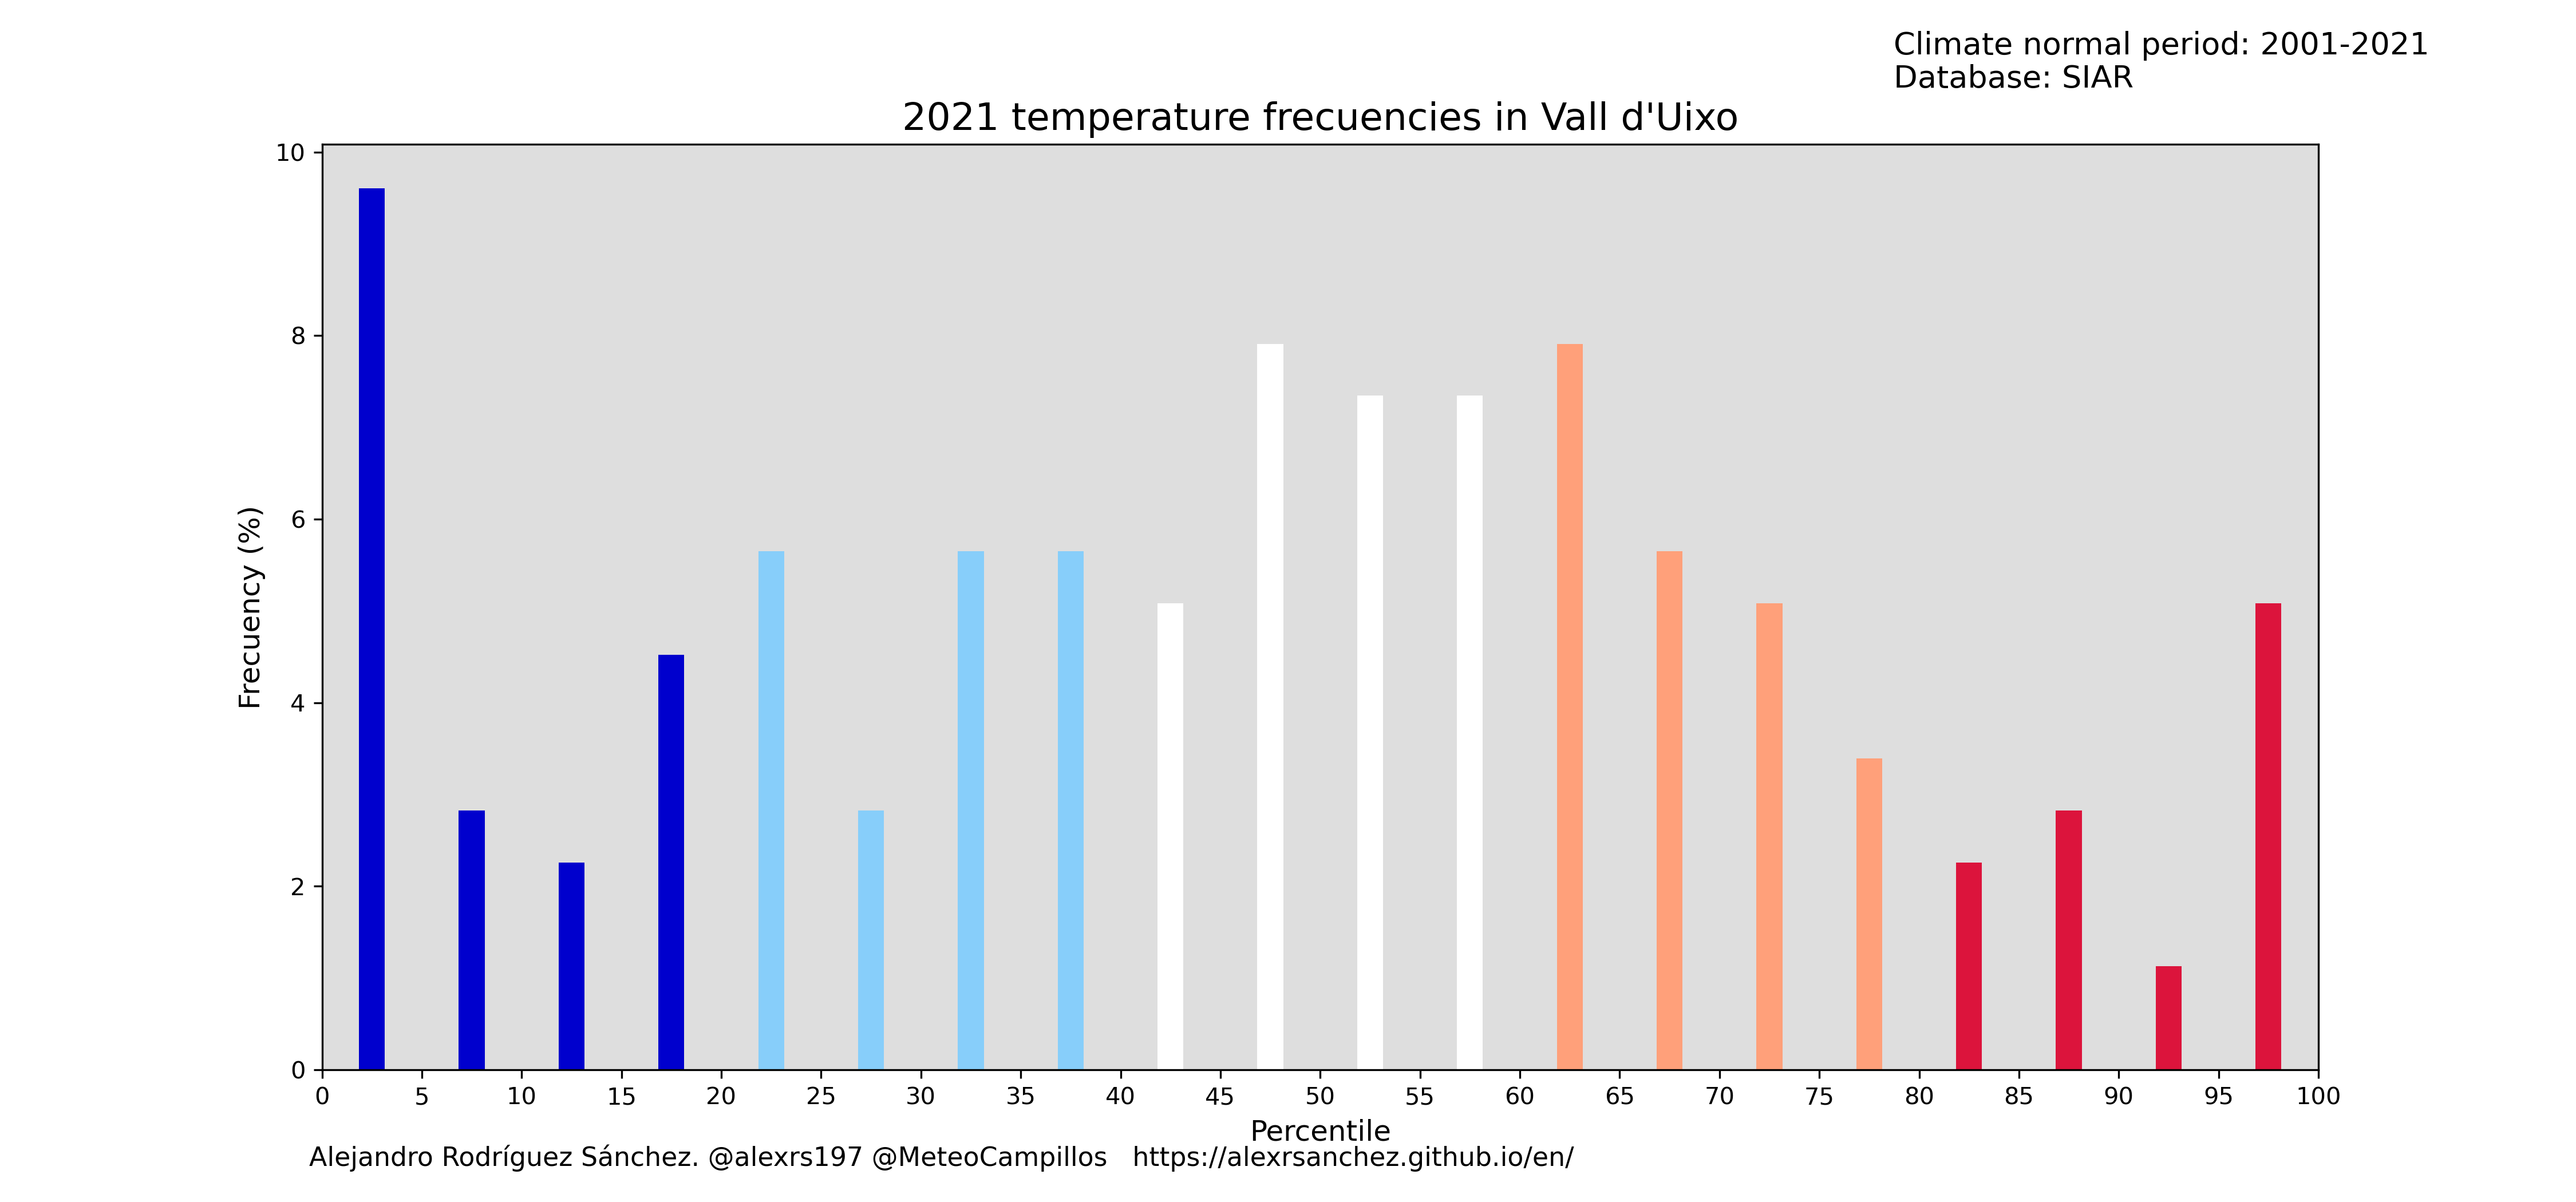 Climate normal period: 2001-2021
Database: SIAR
2021 temperature frecuencies in Vall d'Uixo
10
8
6
4
2
0
Frecuency (%)
0 5 10 15 20 25 30 35 40 45 50 55 60 65 70 75 80 85 90 95 100
Percentile
Alejandro Rodríguez Sánchez. @alexrs197 @MeteoCampillos https://alexrsanchez.github.io/en/